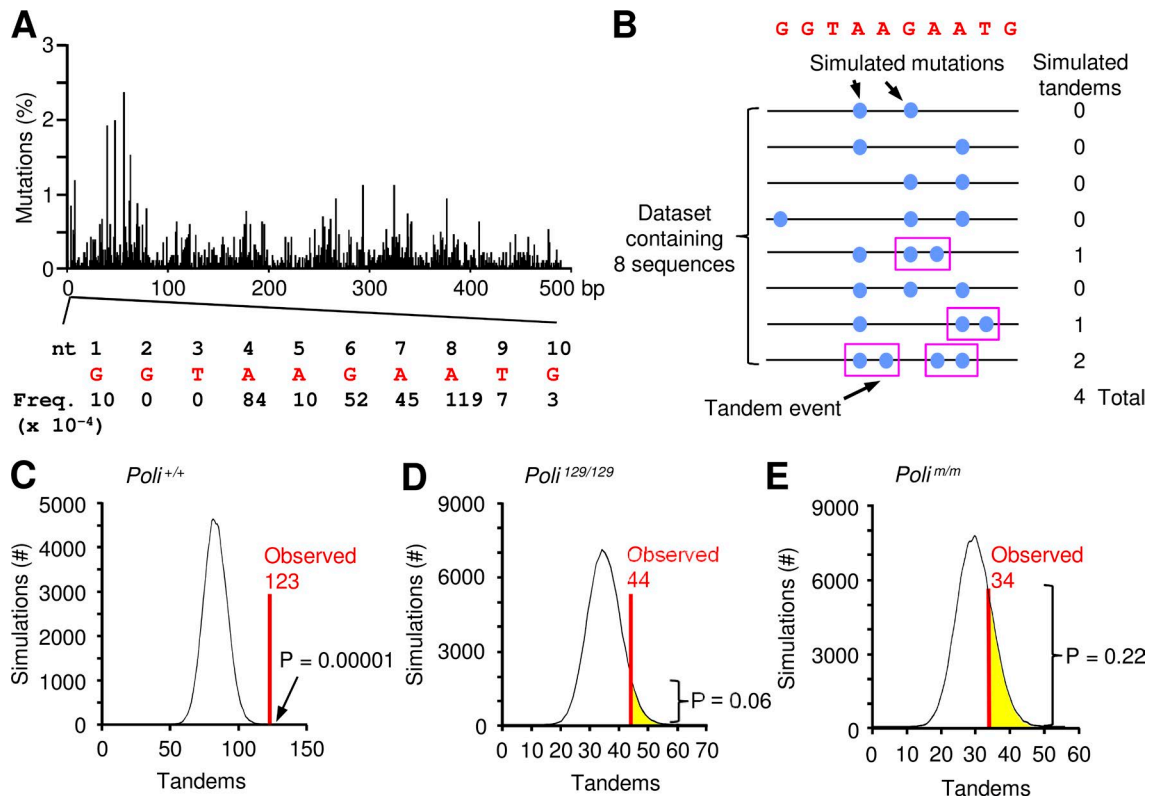 A
Mutations (%)
3
2
1
0
0 100 200 300 400 500 bp
nt 1 2 3 4 5 6 7 8 9 10
G G T A A G A A T G
Freq. 10 0 0 84 10 52 45 119 7 3
(x 10⁻⁴)
B
G G T A A G A A T G
Simulated mutations
Simulated
tandems
Dataset
containing
8 sequences
0
0
0
0
1
0
1
2
4 Total
Tandem event
C
Poli +/+
Simulations (#)
5000
4000
3000
2000
1000
0
0 50 100 150
Tandems
Observed
123
P = 0.00001
D
Poli 129/129
Simulations (#)
9000
6000
3000
0
0 10 20 30 40 50 60 70
Tandems
Observed
44
P = 0.06
E
Poli m/m
Simulations (#)
9000
6000
3000
0
0 10 20 30 40 50 60
Tandems
Observed
34
P = 0.22